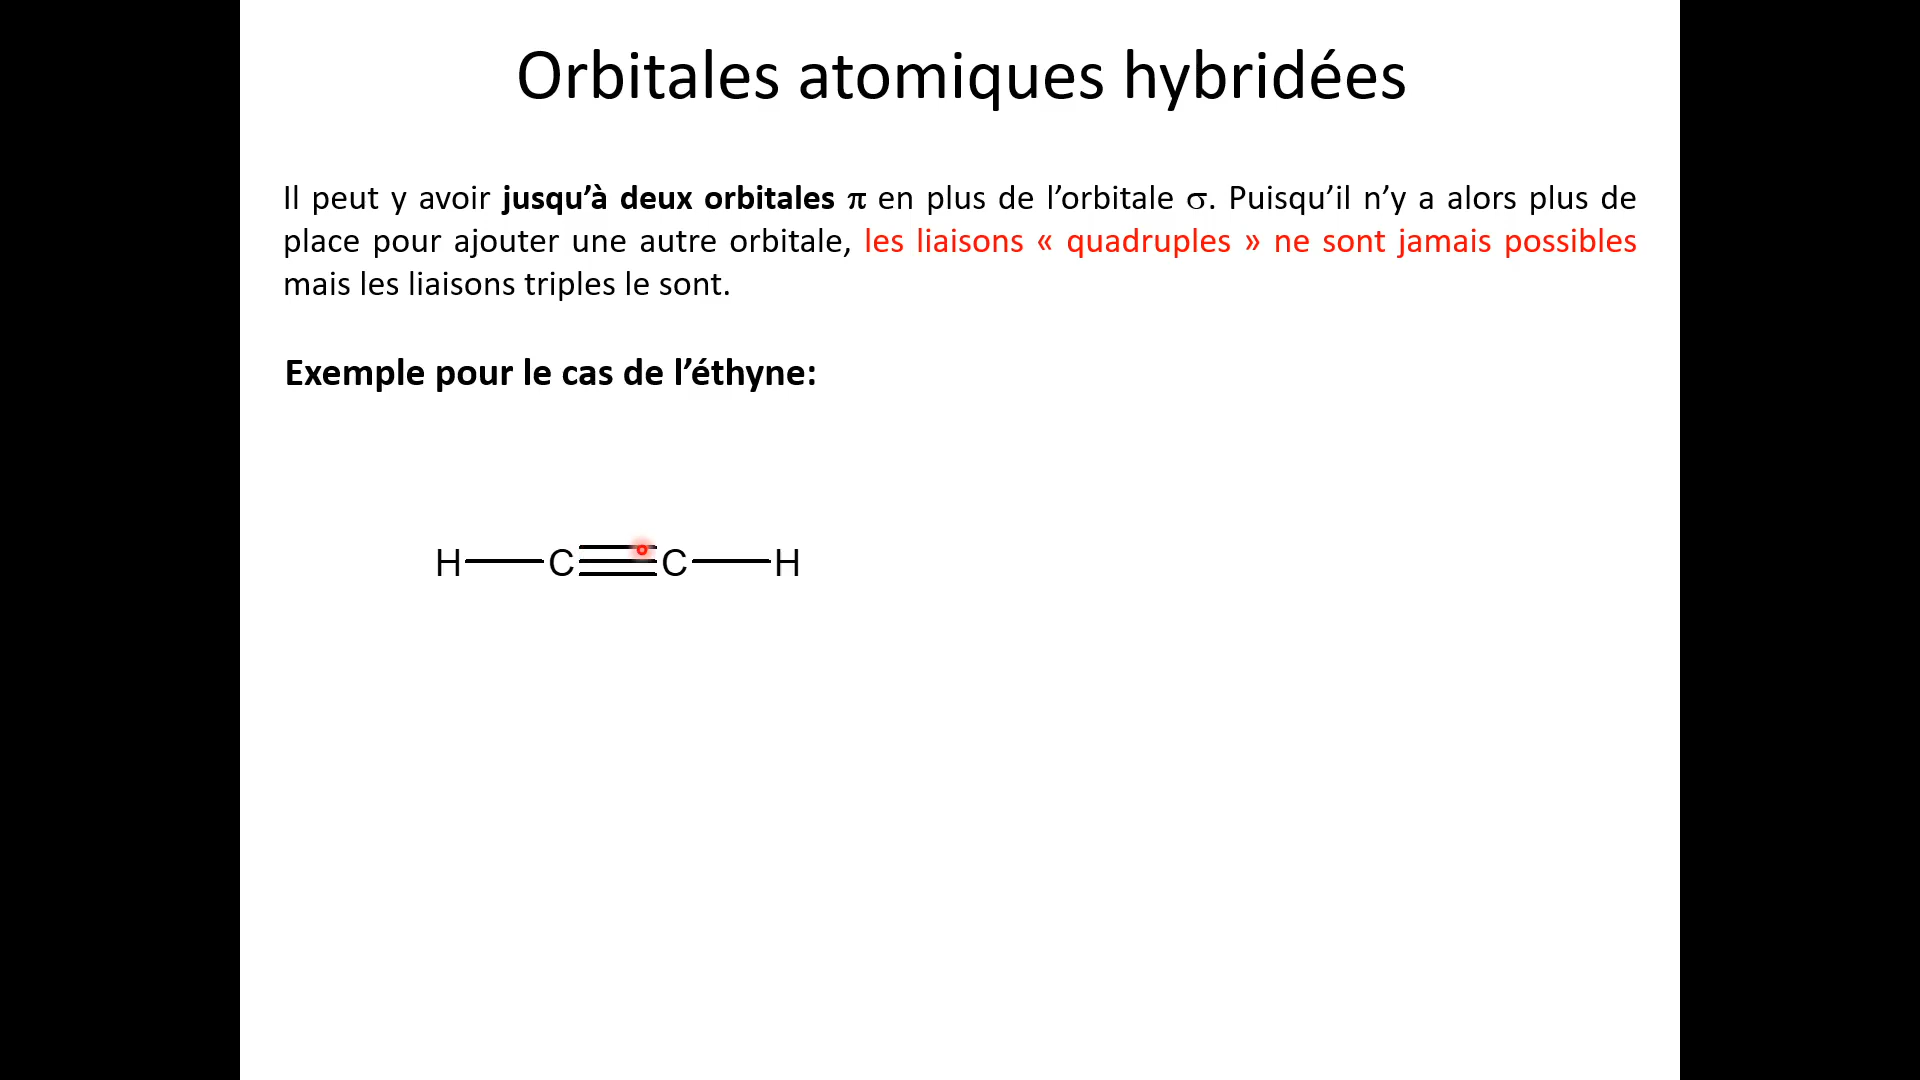 Orbitales atomiques hybridées
Il peut y avoir jusqu’à deux orbitales π en plus de l’orbitale σ. Puisqu’il n’y a alors plus de
place pour ajouter une autre orbitale, les liaisons « quadruples » ne sont jamais possibles
mais les liaisons triples le sont.
Exemple pour le cas de l’éthyne:
H—C≡C—H